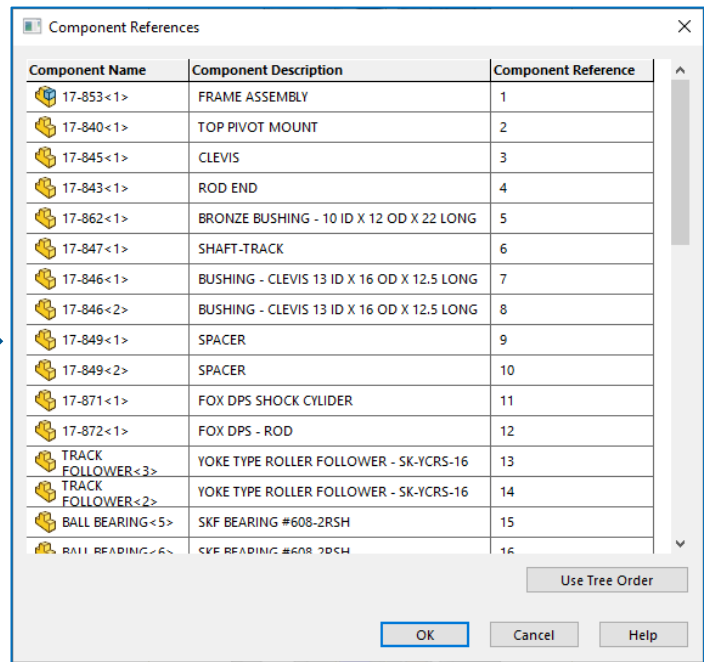 Component References
Component Name Component Description Component Reference
17-853<1> FRAME ASSEMBLY 1
17-840<1> TOP PIVOT MOUNT 2
17-845<1> CLEVIS 3
17-843<1> ROD END 4
17-862<1> BRONZE BUSHING - 10 ID X 12 OD X 22 LONG 5
17-847<1> SHAFT-TRACK 6
17-846<1> BUSHING - CLEVIS 13 ID X 16 OD X 12.5 LONG 7
17-846<2> BUSHING - CLEVIS 13 ID X 16 OD X 12.5 LONG 8
17-849<1> SPACER 9
17-849<2> SPACER 10
17-871<1> FOX DPS SHOCK CYLIDER 11
17-872<1> FOX DPS - ROD 12
TRACK
FOLLOWER<3> YOKE TYPE ROLLER FOLLOWER - SK-YCRS-16 13
TRACK
FOLLOWER<2> YOKE TYPE ROLLER FOLLOWER - SK-YCRS-16 14
BALL BEARING<5> SKF BEARING #608-2RSH 15
BALL BEARING<6> SKF BEARING #608-2RSH 16
Use Tree Order
OK Cancel Help